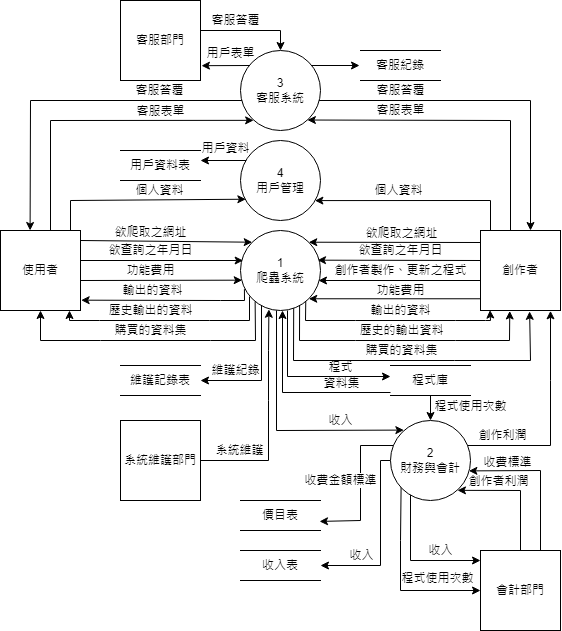 客服答覆
客服部門
用戶表單
3
客服系統
客服紀錄
客服答覆
客服答覆
客服表單
客服表單
用戶資料
用戶資料表
4
用戶管理
個人資料
個人資料
使用者
創作者
欲爬取之網址
欲爬取之網址
欲查詢之年月日
欲查詢之年月日
1
爬蟲系統
功能費用
創作者製作、更新之程式
輸出的資料
功能費用
歷史輸出的資料
輸出的資料
購買的資料集
歷史的輸出資料
購買的資料集
維護紀錄
維護記錄表
程式
資料集
程式庫
程式使用次數
收入
系統維護部門
系統維護
2
財務與會計
創作利潤
收費標準
收費金額標準
創作者利潤
價目表
收入表
收入
收入
程式使用次數
會計部門